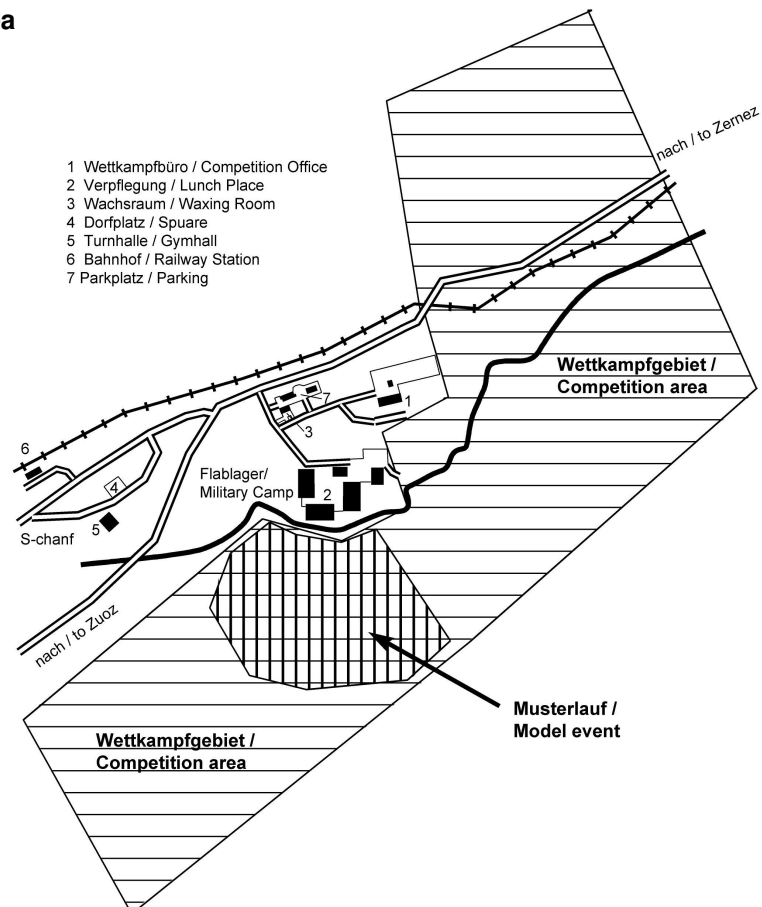 a
nach / to Zernez
1 Wettkampfbüro / Competition Office
2 Verpflegung / Lunch Place
3 Wachsraum / Waxing Room
4 Dorfplatz / Spuare
5 Turnhalle / Gymhall
6 Bahnhof / Railway Station
7 Parkplatz / Parking
Wettkampfgebiet /
Competition area
7
1
3
6
Flablager/
Military Camp
2
4
5
S-chanf
nach / to Zuoz
Musterlauf /
Model event
Wettkampfgebiet /
Competition area